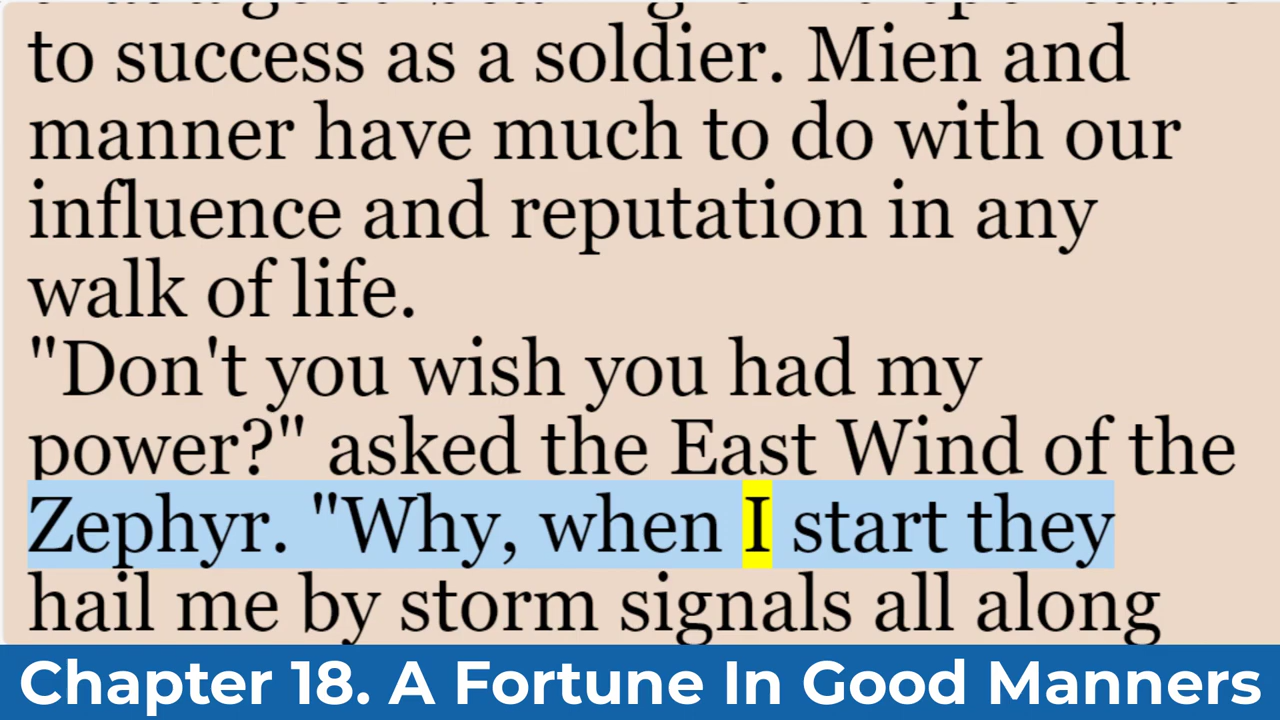 to success as a soldier. Mien and
manner have much to do with our
influence and reputation in any
walk of life.
"Don't you wish you had my
power?" asked the East Wind of the
Zephyr. "Why, when I start they
hail me by storm signals all along
Chapter 18. A Fortune In Good Manners